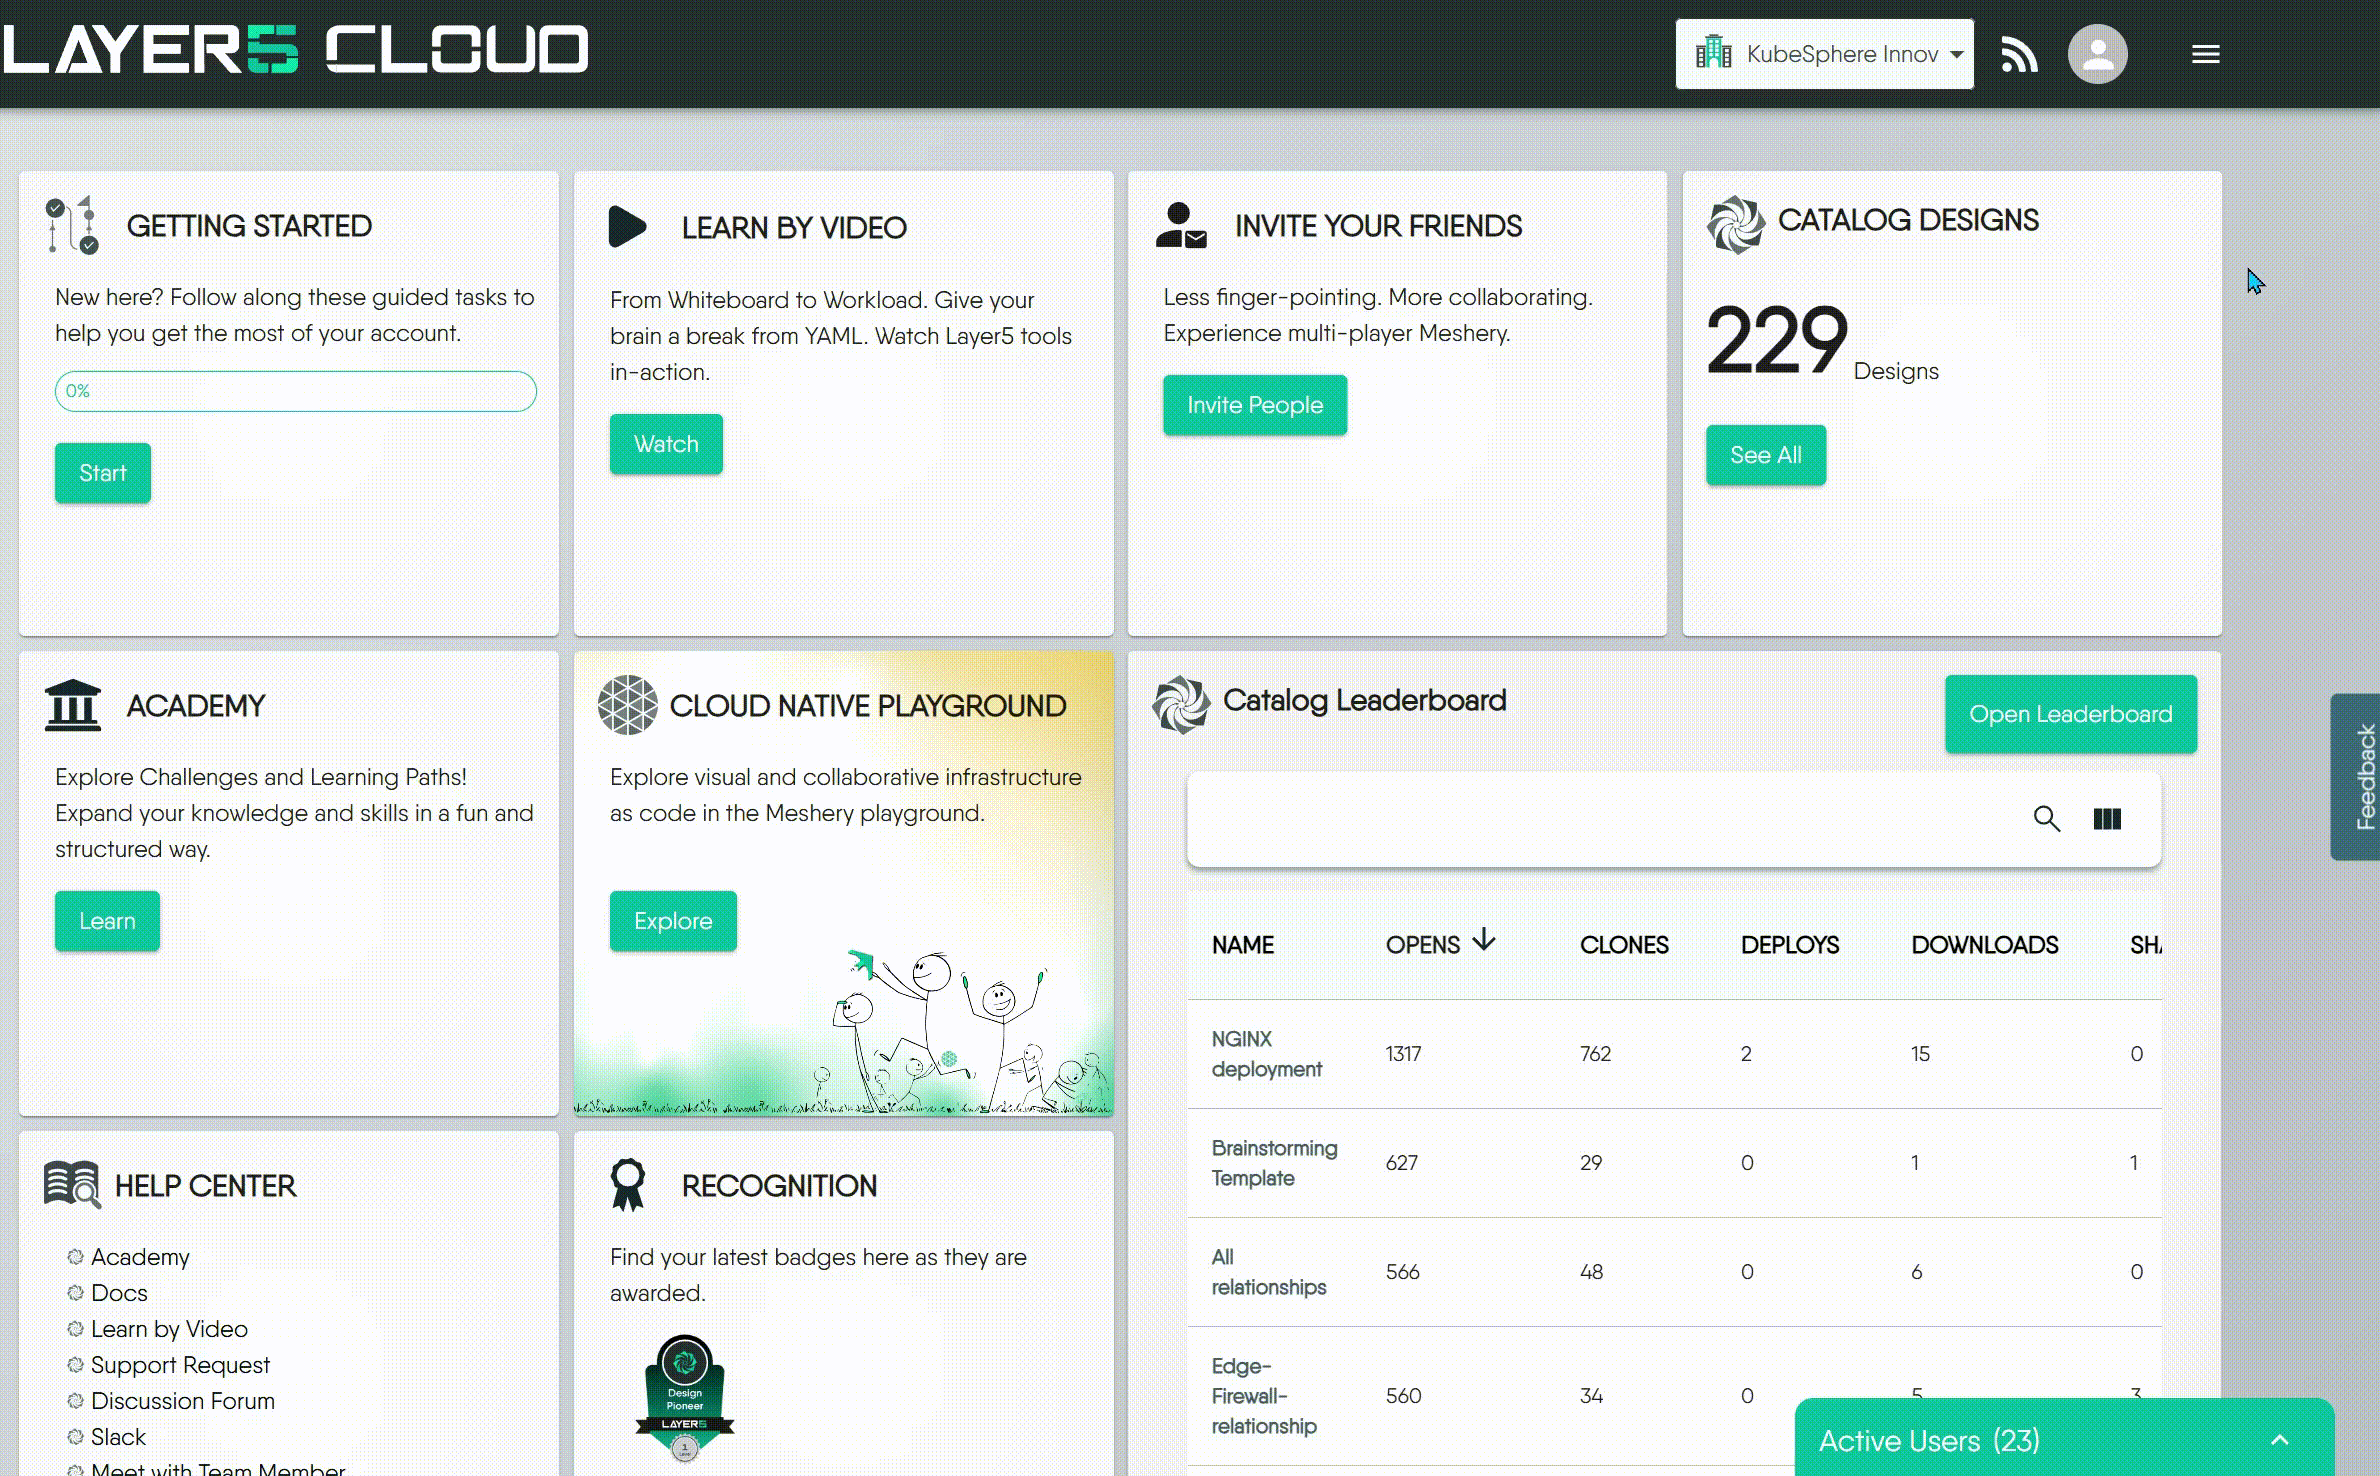 LAYER5 CLOUD
KubeSphere Innov
GETTING STARTED
New here? Follow along these guided tasks to
help you get the most of your account.
0%
Start
LEARN BY VIDEO
From Whiteboard to Workload. Give your
brain a break from YAML. Watch Layer5 tools
in-action.
Watch
INVITE YOUR FRIENDS
Less finger-pointing. More collaborating.
Experience multi-player Meshery.
Invite People
CATALOG DESIGNS
229 Designs
See All
ACADEMY
Explore Challenges and Learning Paths!
Expand your knowledge and skills in a fun and
structured way.
Learn
CLOUD NATIVE PLAYGROUND
Explore visual and collaborative infrastructure
as code in the Meshery playground.
Explore
Catalog Leaderboard
Open Leaderboard
NAME OPENS CLONES DEPLOYS DOWNLOADS SHA
NGINX
deployment
1317 762 2 15 0
Brainstorming
Template
627 29 0 1 1
All
relationships
566 48 0 6 0
Edge-
Firewall-
relationship
560 34 0 5 3
HELP CENTER
Academy
Docs
Learn by Video
Support Request
Discussion Forum
Slack
Meet with Team Member
RECOGNITION
Find your latest badges here as they are
awarded.
Design
Pioneer
LAYER5
1
Feedback
Active Users (23)